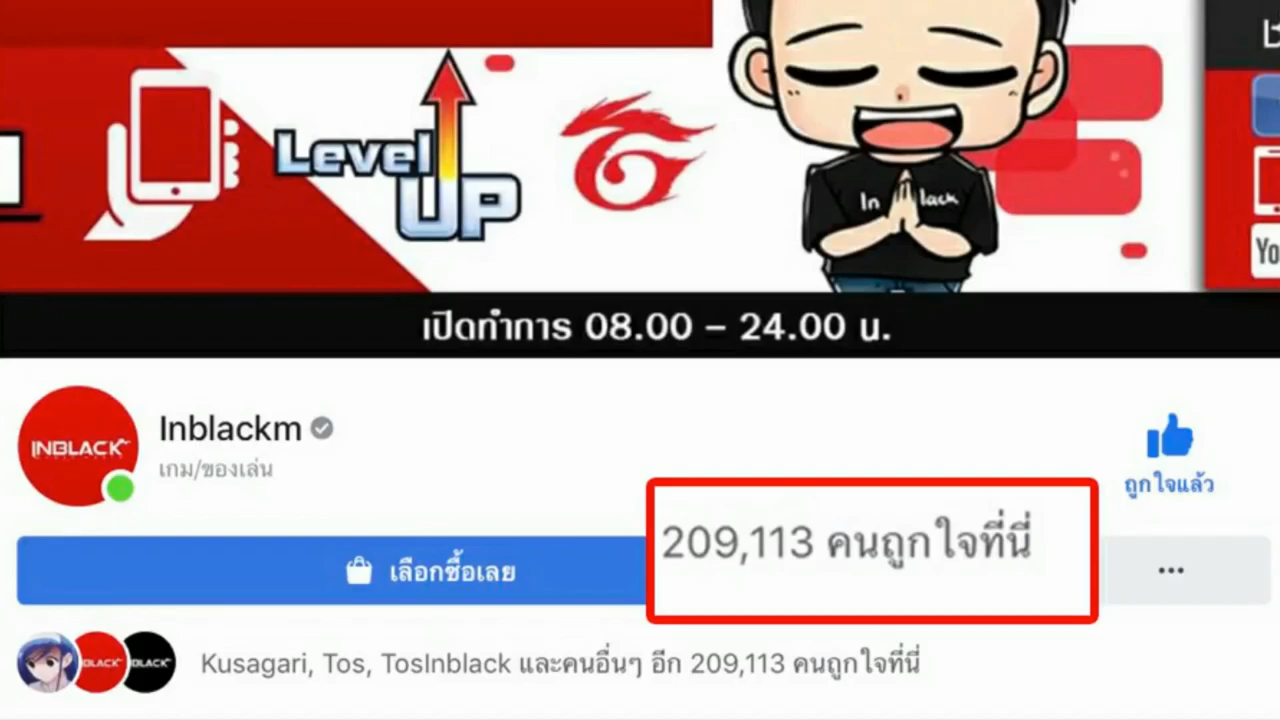 Level
UP
In lack
Yo
เปิดทำการ 08.00 – 24.00 น.
INBLACK
Inblackm
เกม/ของเล่น
ถูกใจแล้ว
209,113 คนถูกใจที่นี่
เลือกซื้อเลย
BLACK BLACK
Kusagari, Tos, TosInblack และคนอื่นๆ อีก 209,113 คนถูกใจที่นี่